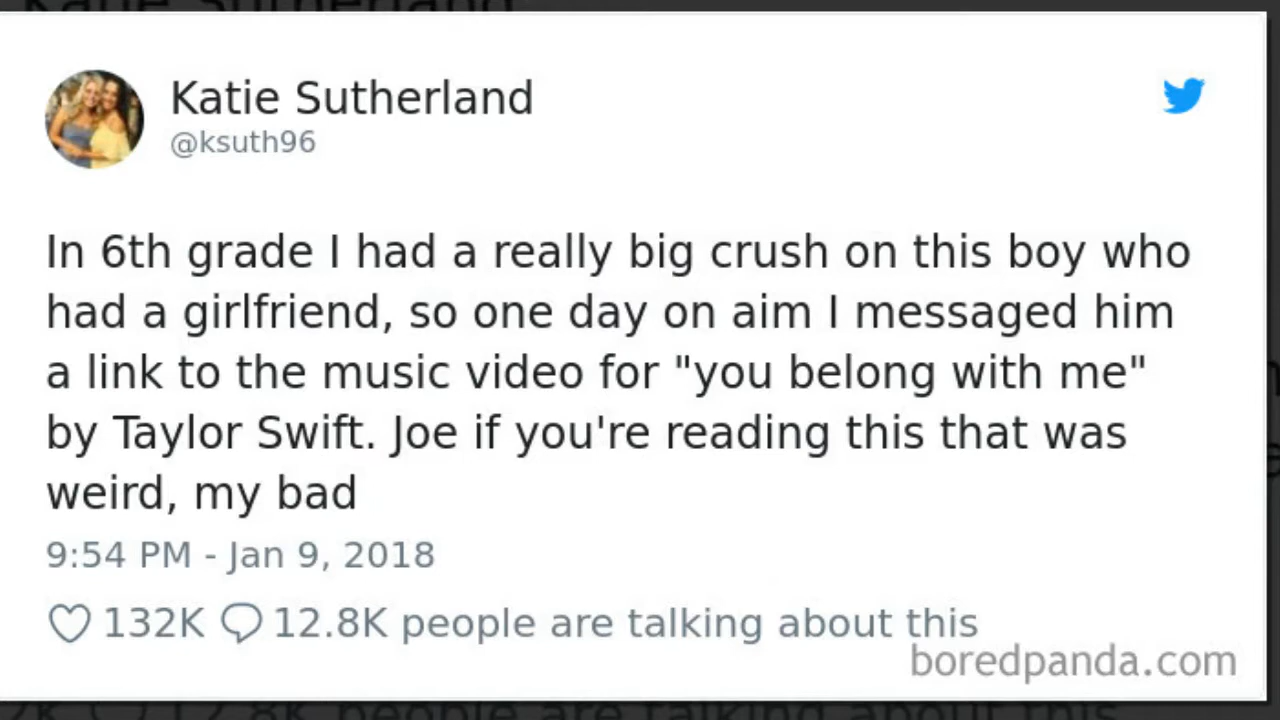 Katie Sutherland
@ksuth96
In 6th grade I had a really big crush on this boy who
had a girlfriend, so one day on aim I messaged him
a link to the music video for "you belong with me"
by Taylor Swift. Joe if you're reading this that was
weird, my bad
9:54 PM - Jan 9, 2018
132K 12.8K people are talking about this
boredpanda.com